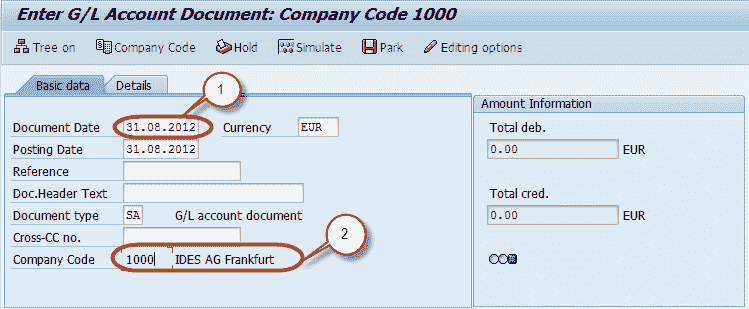 Enter G/L Account Document: Company Code 1000
Tree on Company Code Hold Simulate Park Editing options
Basic data Details 1
Amount Information
Document Date 31.08.2012 Currency EUR
Total deb.
Posting Date 31.08.2012
0.00 EUR
Reference
Doc.Header Text
Total cred.
Document type SA G/L account document
0.00 EUR
Cross-CC no.
2
Company Code 1000 IDES AG Frankfurt